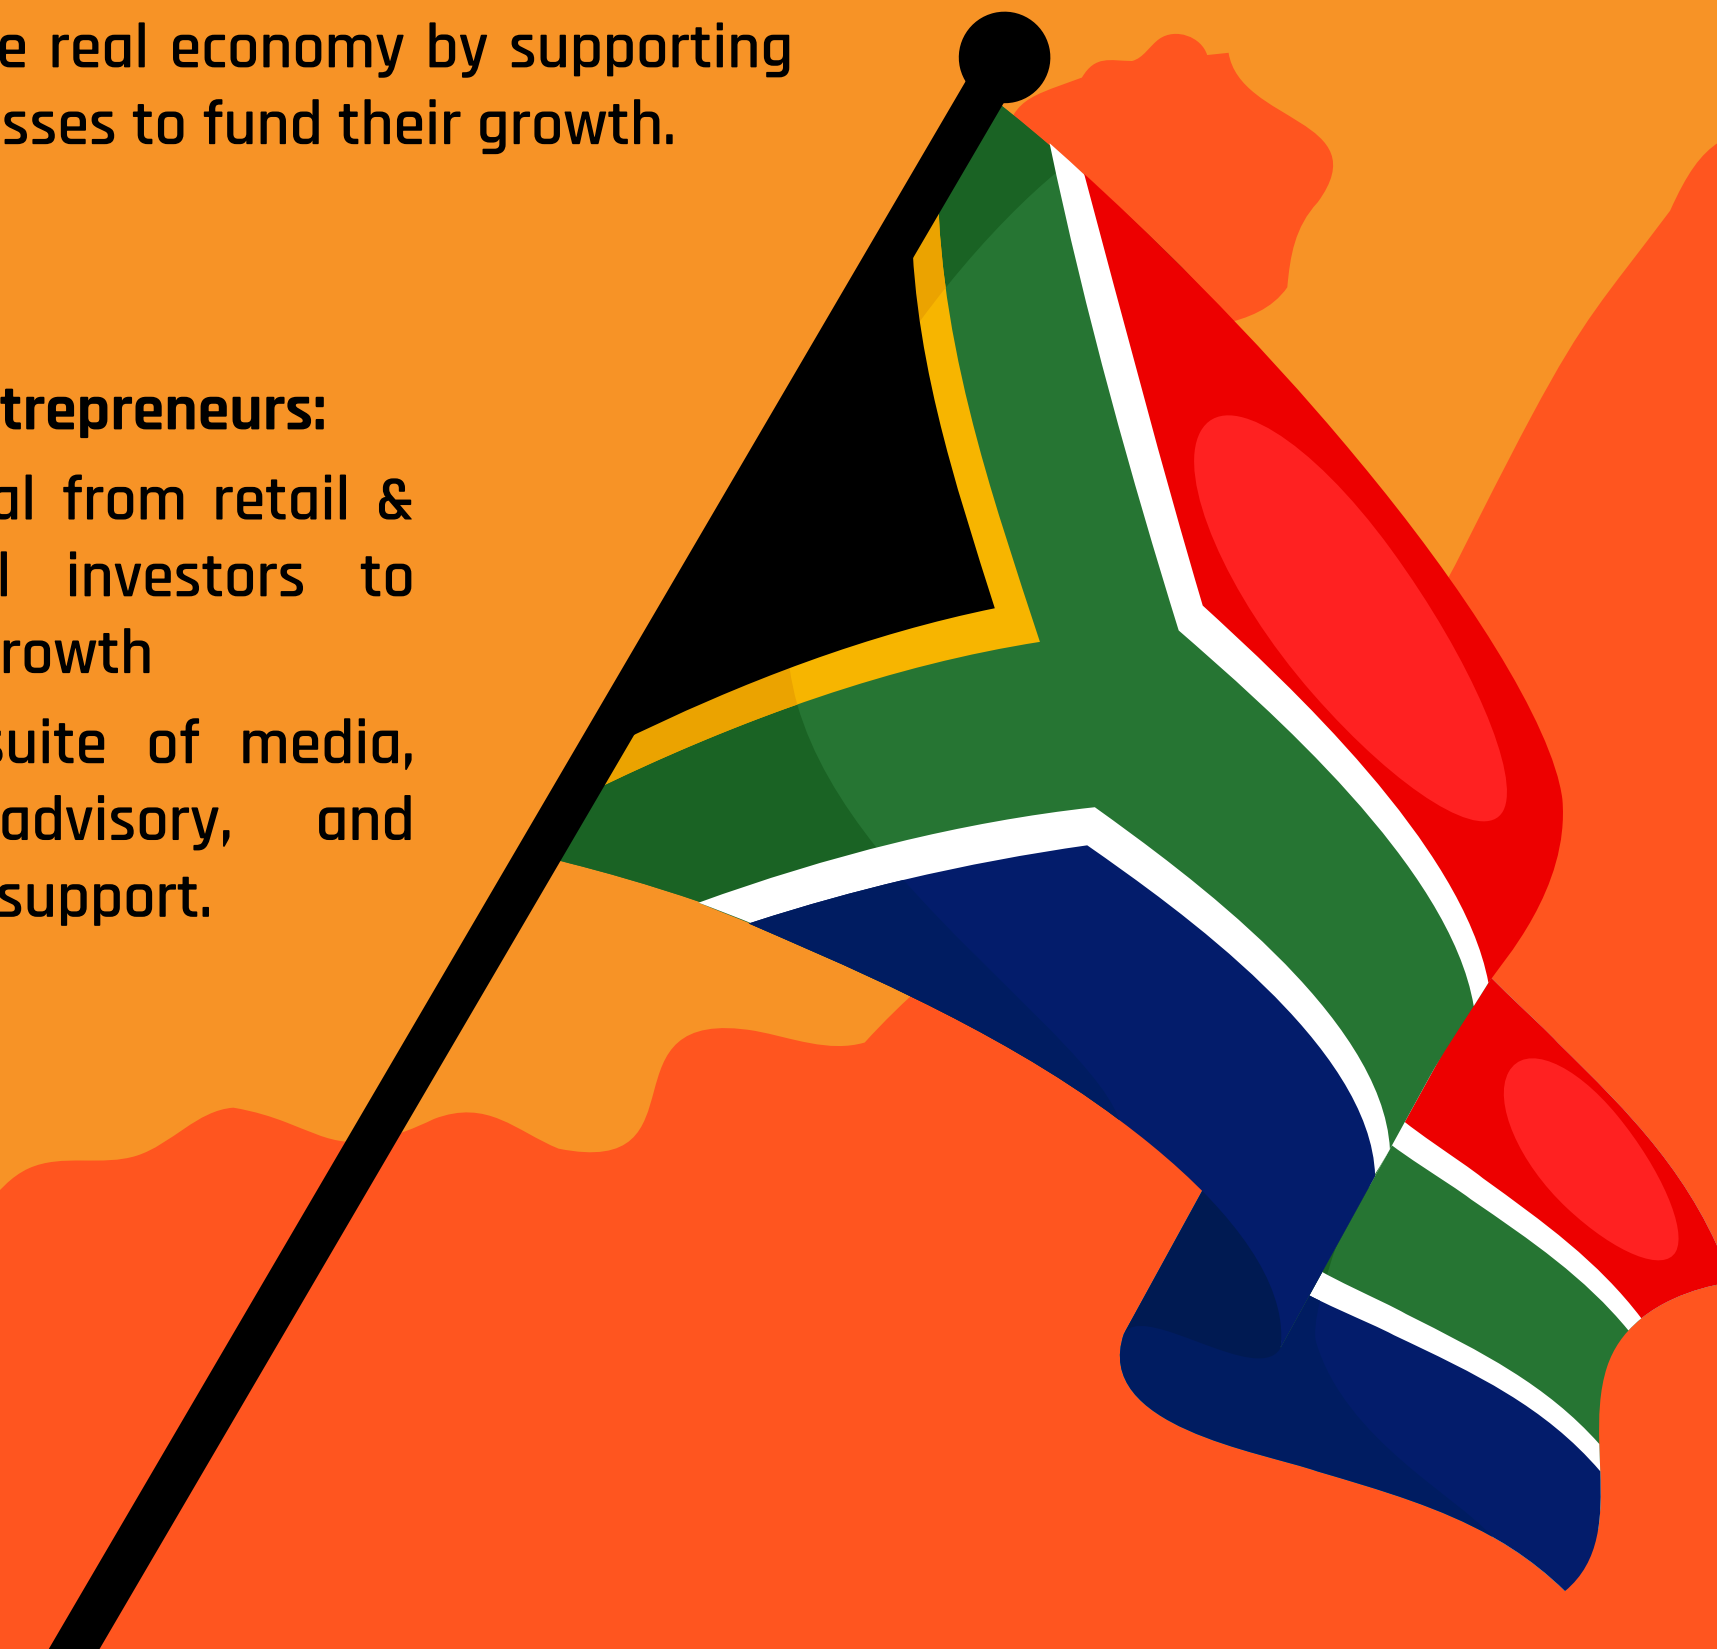 e real economy by supporting
sses to fund their growth.
trepreneurs:
al from retail &
l investors to
rowth
suite of media,
advisory, and
support.